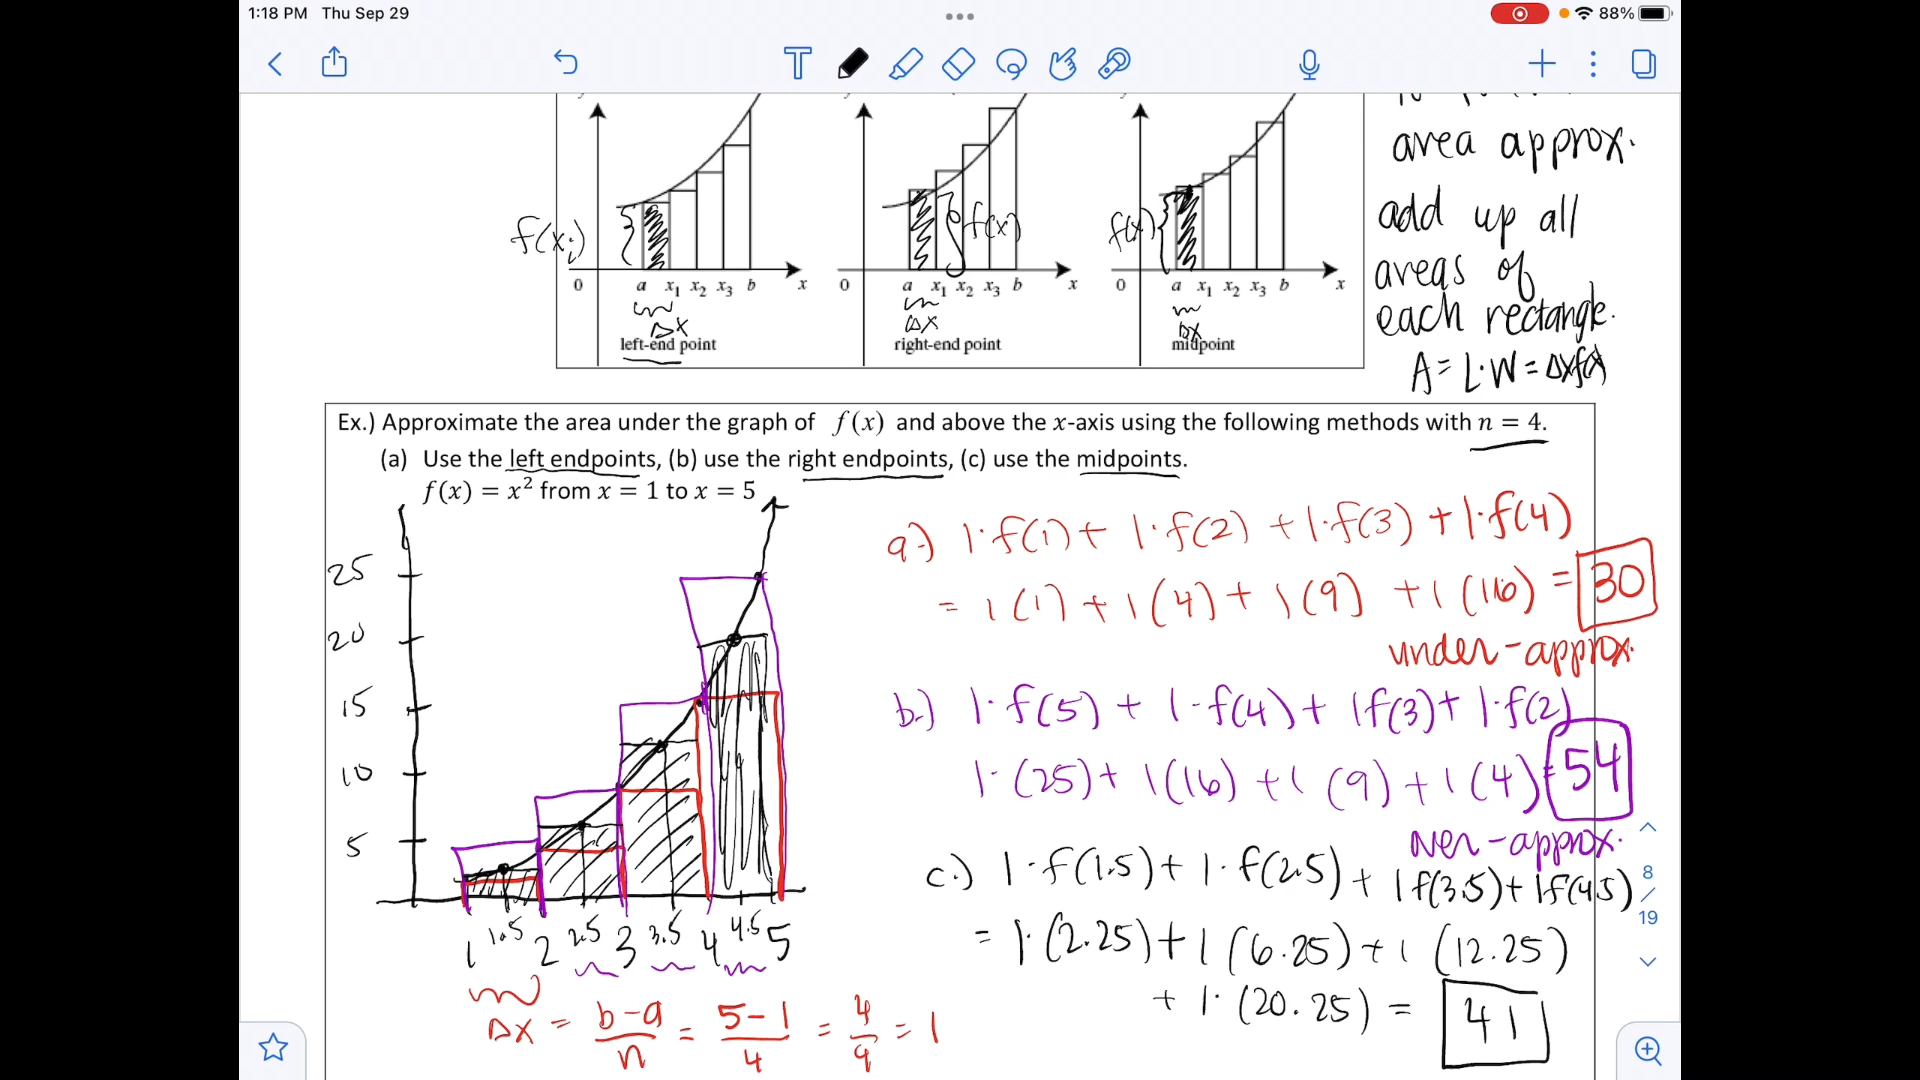 1:18 PM Thu Sep 29
88%
T
area approx.
add up all
areas of
each rectangle.
A = L·W = Δxf(x)
f(xᵢ)
f(x)
f(x)
0 a x₁ x₂ x₃ b x
0 a x₁ x₂ x₃ b x
0 a x₁ x₂ x₃ b x
Δx
Δx
Δx
left-end point
right-end point
midpoint
Ex.) Approximate the area under the graph of f(x) and above the x-axis using the following methods with n = 4.
(a) Use the left endpoints, (b) use the right endpoints, (c) use the midpoints.
f(x) = x² from x = 1 to x = 5
25
20
15
10
5
1 1.5 2 2.5 3 3.5 4 4.5 5
Δx = b-a/n = 5-1/4 = 4/4 = 1
a.) 1·f(1) + 1·f(2) + 1·f(3) + 1·f(4)
= 1(1) + 1(4) + 1(9) + 1(16) = 30
under-approx.
b.) 1·f(5) + 1·f(4) + 1f(3) + 1·f(2)
1·(25) + 1(16) + 1(9) + 1(4) = 54
over-approx.
c.) 1·f(1.5) + 1·f(2.5) + 1f(3.5) + 1f(4.5)
= 1·(2.25) + 1(6.25) + 1(12.25)
+ 1·(20.25) = 41
8
/
19